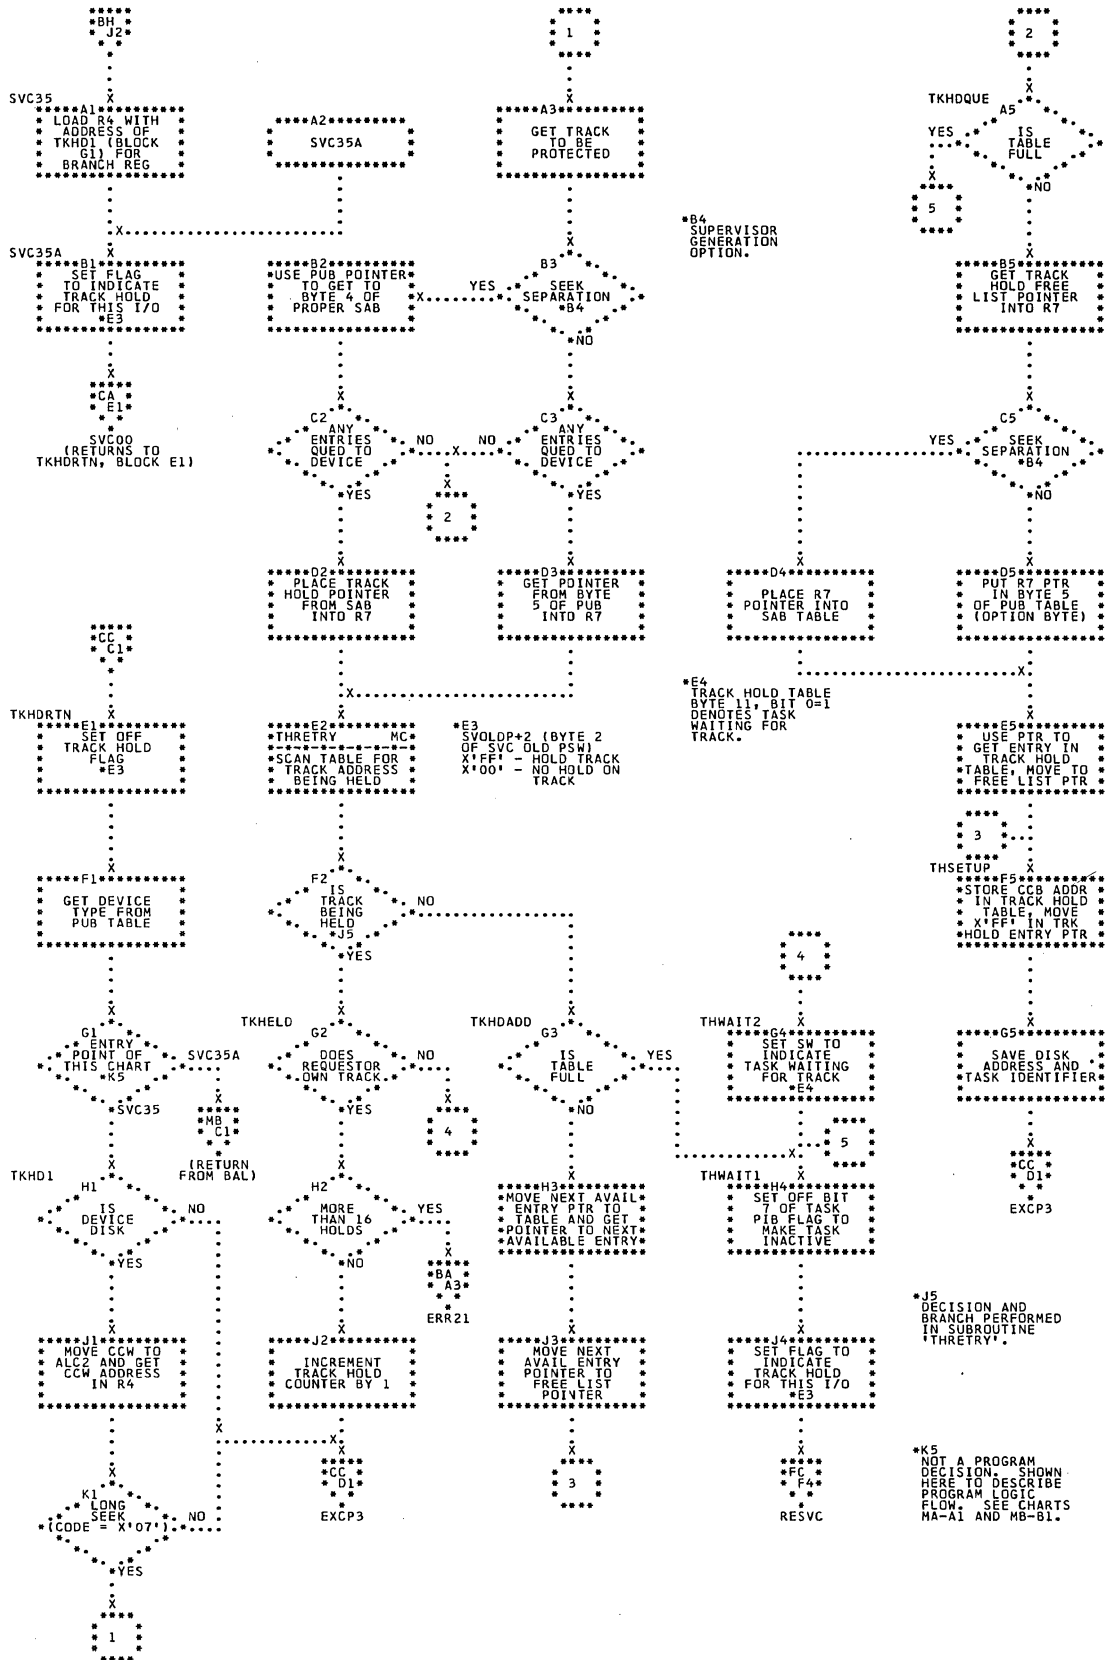 BH
J2
1
2
SVC35
A1
LOAD R4 WITH
ADDRESS OF
TKHD1 (BLOCK
G1) FOR
BRANCH REG
A2
SVC35A
A3
GET TRACK
TO BE
PROTECTED
TKHDQUE
A5
IS
TABLE
FULL
YES
NO
5
*B4
SUPERVISOR
GENERATION
OPTION.
SVC35A
B1
SET FLAG
TO INDICATE
TRACK HOLD
FOR THIS I/O
*E3
B2
USE PUB POINTER
TO GET TO
BYTE 4 OF
PROPER SAB
B3
SEEK
SEPARATION
*B4
YES
NO
B5
GET TRACK
HOLD FREE
LIST POINTER
INTO R7
CA
E1
SVC00
(RETURNS TO
TKHDRTN, BLOCK E1)
C2
ANY
ENTRIES
QUED TO
DEVICE
NO
YES
C3
ANY
ENTRIES
QUED TO
DEVICE
NO
YES
2
C5
SEEK
SEPARATION
*B4
YES
NO
D2
PLACE TRACK
HOLD POINTER
FROM SAB
INTO R7
D3
GET POINTER
FROM BYTE
5 OF PUB
INTO R7
D4
PLACE R7
POINTER INTO
SAB TABLE
D5
PUT R7 PTR
IN BYTE 5
OF PUB TABLE
(OPTION BYTE)
CC
C1
TKHDRTN
E1
SET OFF
TRACK HOLD
FLAG
*E3
E2
THRETRY MC
SCAN TABLE FOR
TRACK ADDRESS
BEING HELD
*E3
SVOLDP+2 (BYTE 2
OF SVC OLD PSW)
X'FF' - HOLD TRACK
X'00' - NO HOLD ON
TRACK
*E4
TRACK HOLD TABLE
BYTE 11, BIT 0=1
DENOTES TASK
WAITING FOR
TRACK.
E5
USE PTR TO
GET ENTRY IN
TRACK HOLD
TABLE, MOVE TO
FREE LIST PTR
3
F1
GET DEVICE
TYPE FROM
PUB TABLE
F2
IS
TRACK
BEING
HELD
*J5
NO
YES
4
THSETUP
F5
STORE CCB ADDR
IN TRACK HOLD
TABLE, MOVE
X'FF' IN TRK
HOLD ENTRY PTR
G1
ENTRY
POINT OF
THIS CHART
*K5
SVC35A
SVC35
MB
C1
(RETURN
FROM BAL)
TKHELD
G2
DOES
REQUESTOR
OWN TRACK
NO
YES
4
TKHDADD
G3
IS
TABLE
FULL
YES
NO
THWAIT2
G4
SET SW TO
INDICATE
TASK WAITING
FOR TRACK
*E4
5
G5
SAVE DISK
ADDRESS AND
TASK IDENTIFIER
CC
D1
EXCP3
TKHD1
H1
IS
DEVICE
DISK
NO
YES
H2
MORE
THAN 16
HOLDS
YES
NO
BA
A3
ERR21
H3
MOVE NEXT AVAIL
ENTRY PTR TO
TABLE AND GET
POINTER TO NEXT
AVAILABLE ENTRY
THWAIT1
H4
SET OFF BIT
7 OF TASK
PIB FLAG TO
MAKE TASK
INACTIVE
*J5
DECISION AND
BRANCH PERFORMED
IN SUBROUTINE
'THRETRY'.
J1
MOVE CCW TO
ALC2 AND GET
CCW ADDRESS
IN R4
J2
INCREMENT
TRACK HOLD
COUNTER BY 1
J3
MOVE NEXT
AVAIL ENTRY
POINTER TO
FREE LIST
POINTER
J4
SET FLAG TO
INDICATE
TRACK HOLD
FOR THIS I/O
*E3
K1
LONG
SEEK
(CODE = X'07')
NO
YES
1
CC
D1
EXCP3
3
FC
F4
RESVC
*K5
NOT A PROGRAM
DECISION. SHOWN
HERE TO DESCRIBE
PROGRAM LOGIC
FLOW. SEE CHARTS
MA-A1 AND MB-B1.